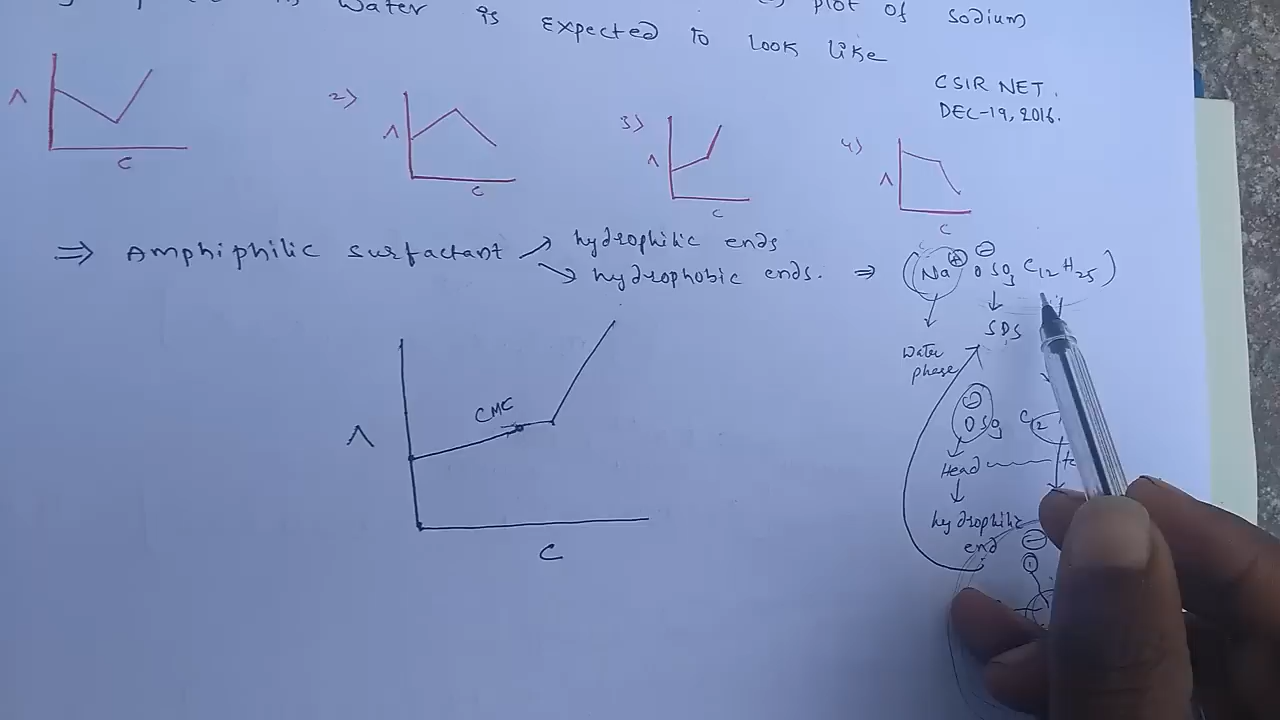 Water is plot of sodium
Expected to look like
CSIR NET.
DEC-19, 2016.
Λ
C
2)
Λ
C
3)
Λ
C
4)
Λ
C
⇒ Amphiphilic surfactant → hydrophilic ends
→ hydrophobic ends. ⇒ (Na⊕ ⊖OSO3 C12H25)
SDS
Water
phase
CMC
Λ
C
⊖
OSO3 C12
Head
hydrophilic
end